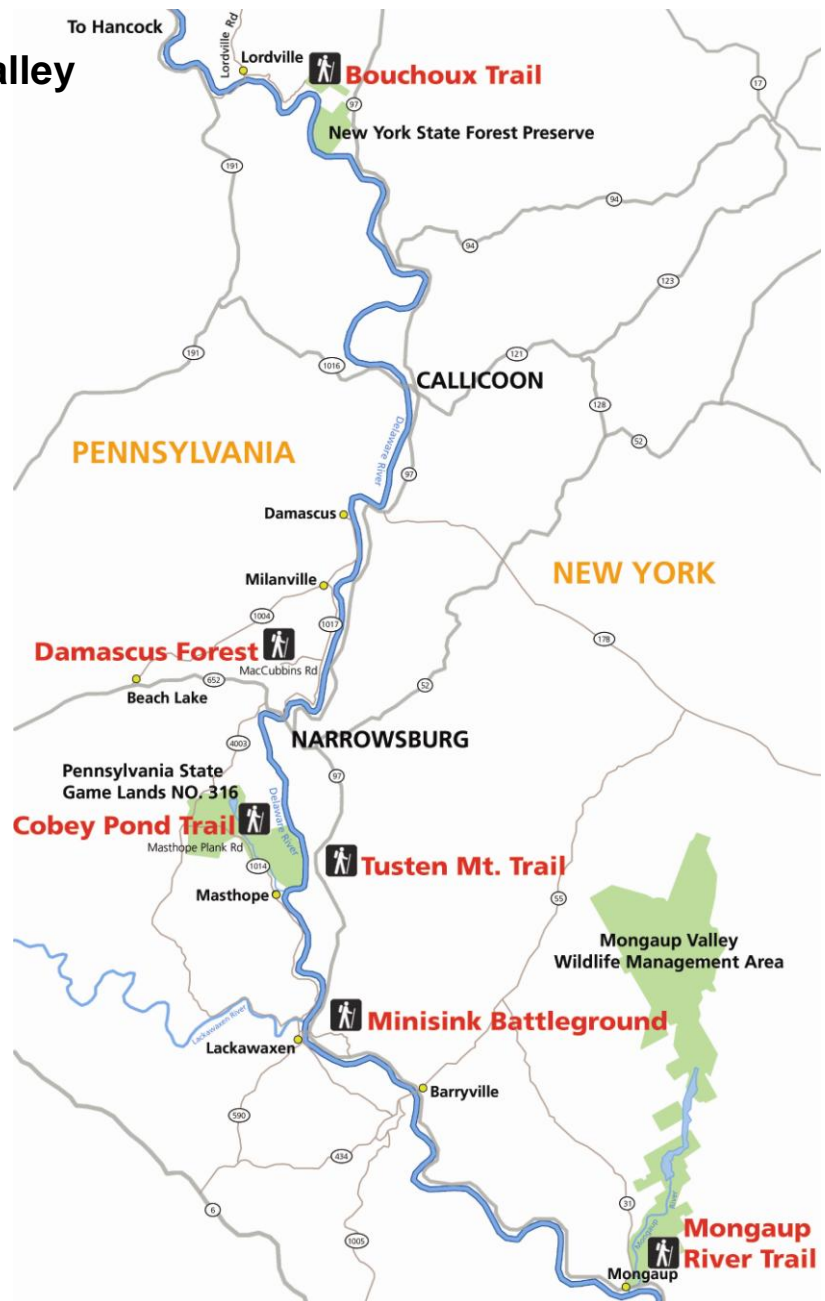 To Hancock
alley
Lordville Rd
Lordville
Bouchoux Trail
97
17
New York State Forest Preserve
191
94
94
123
191
1016
121
CALLICOON
128
52
Delaware River
PENNSYLVANIA
97
Damascus
NEW YORK
Milanville
1004
1017
178
Damascus Forest
MacCubbins Rd
652
52
Beach Lake
NARROWSBURG
4003
97
Pennsylvania State
Game Lands NO. 316
Delaware River
Cobey Pond Trail
Masthope Plank Rd
1014
Tusten Mt. Trail
Masthope
55
Mongaup Valley
Wildlife Management Area
Lackawaxen River
Minisink Battleground
Lackawaxen
Barryville
590
434
31
6
Mongaup River
1005
Mongaup
River Trail
Mongaup